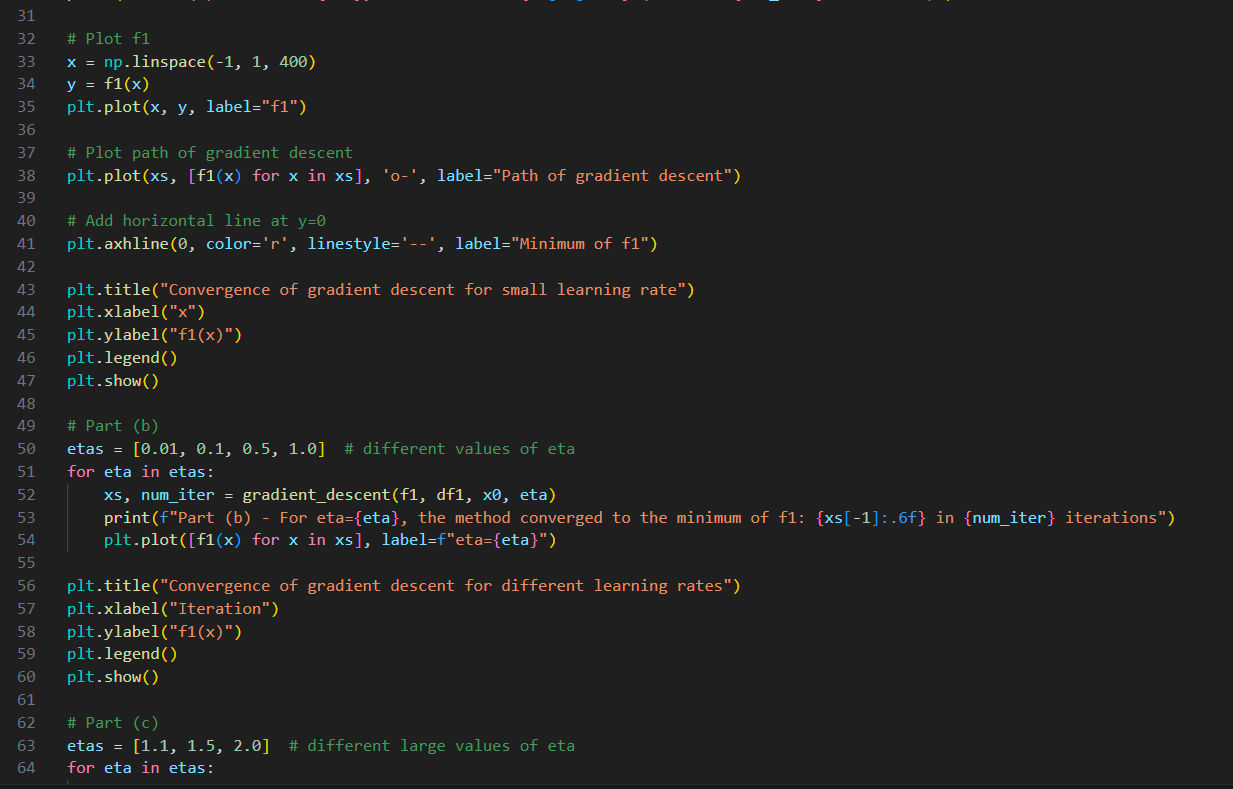 31
32 # Plot f1
33 x = np.linspace(-1, 1, 400)
34 y = f1(x)
35 plt.plot(x, y, label="f1")
36
37 # Plot path of gradient descent
38 plt.plot(xs, [f1(x) for x in xs], 'o-', label="Path of gradient descent")
39
40 # Add horizontal line at y=0
41 plt.axhline(0, color='r', linestyle='--', label="Minimum of f1")
42
43 plt.title("Convergence of gradient descent for small learning rate")
44 plt.xlabel("x")
45 plt.ylabel("f1(x)")
46 plt.legend()
47 plt.show()
48
49 # Part (b)
50 etas = [0.01, 0.1, 0.5, 1.0]  # different values of eta
51 for eta in etas:
52     xs, num_iter = gradient_descent(f1, df1, x0, eta)
53     print(f"Part (b) - For eta={eta}, the method converged to the minimum of f1: {xs[-1]:.6f} in {num_iter} iterations")
54     plt.plot([f1(x) for x in xs], label=f"eta={eta}")
55
56 plt.title("Convergence of gradient descent for different learning rates")
57 plt.xlabel("Iteration")
58 plt.ylabel("f1(x)")
59 plt.legend()
60 plt.show()
61
62 # Part (c)
63 etas = [1.1, 1.5, 2.0]  # different large values of eta
64 for eta in etas: